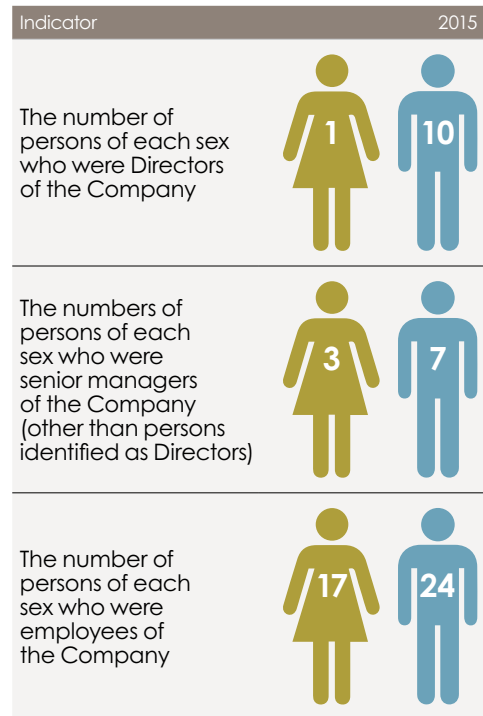 Indicator 2015
The number of
persons of each sex
who were Directors
of the Company
1 10
The numbers of
persons of each
sex who were
senior managers
of the Company
(other than persons
identified as Directors)
3 7
The number of
persons of each
sex who were
employees of
the Company
17 24